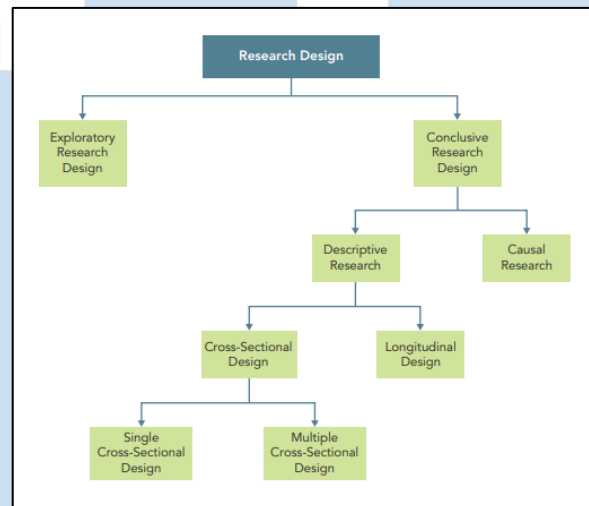 Research Design
Exploratory
Research
Design
Conclusive
Research
Design
Descriptive
Research
Causal
Research
Cross-Sectional
Design
Longitudinal
Design
Single
Cross-Sectional
Design
Multiple
Cross-Sectional
Design